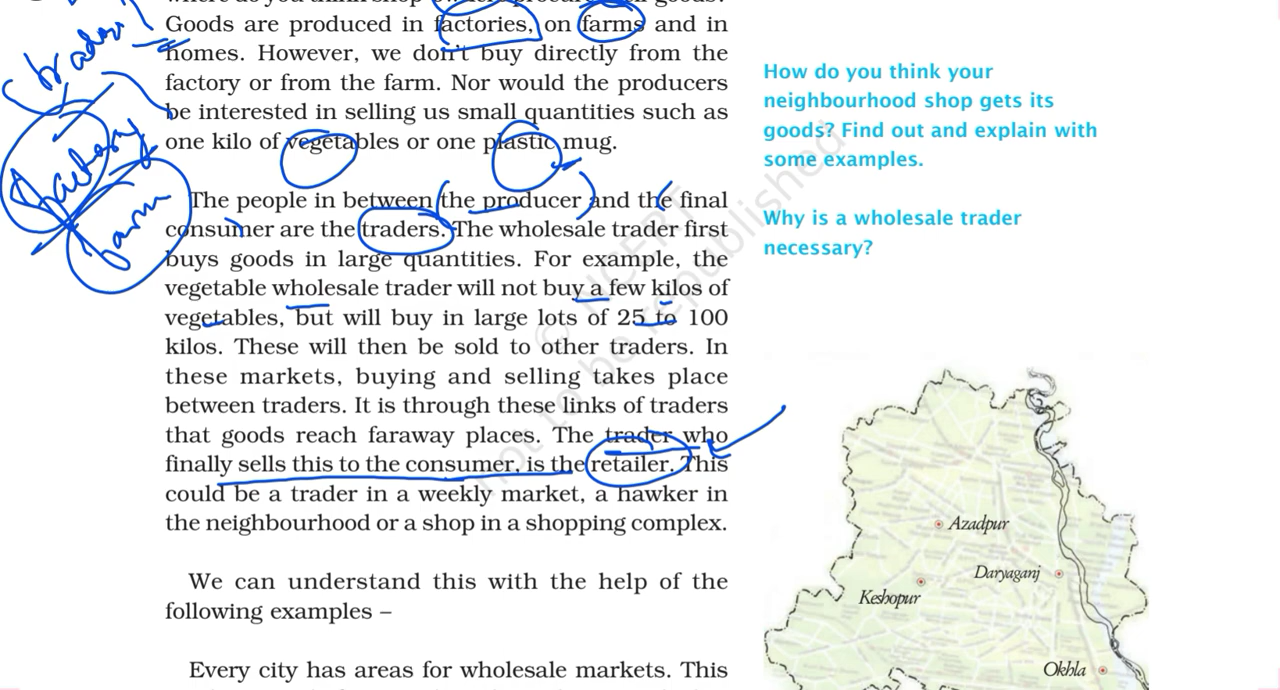 Goods are produced in factories, on farms and in
homes. However, we don't buy directly from the
factory or from the farm. Nor would the producers
be interested in selling us small quantities such as
one kilo of vegetables or one plastic mug.
The people in between the producer and the final
consumer are the traders. The wholesale trader first
buys goods in large quantities. For example, the
vegetable wholesale trader will not buy a few kilos of
vegetables, but will buy in large lots of 25 to 100
kilos. These will then be sold to other traders. In
these markets, buying and selling takes place
between traders. It is through these links of traders
that goods reach faraway places. The trader who
finally sells this to the consumer, is the retailer. This
could be a trader in a weekly market, a hawker in
the neighbourhood or a shop in a shopping complex.
We can understand this with the help of the
following examples –
Every city has areas for wholesale markets. This
trader
factory
farm
How do you think your
neighbourhood shop gets its
goods? Find out and explain with
some examples.
Why is a wholesale trader
necessary?
© NCERT
not to be republished
Azadpur
Daryaganj
Keshopur
Okhla